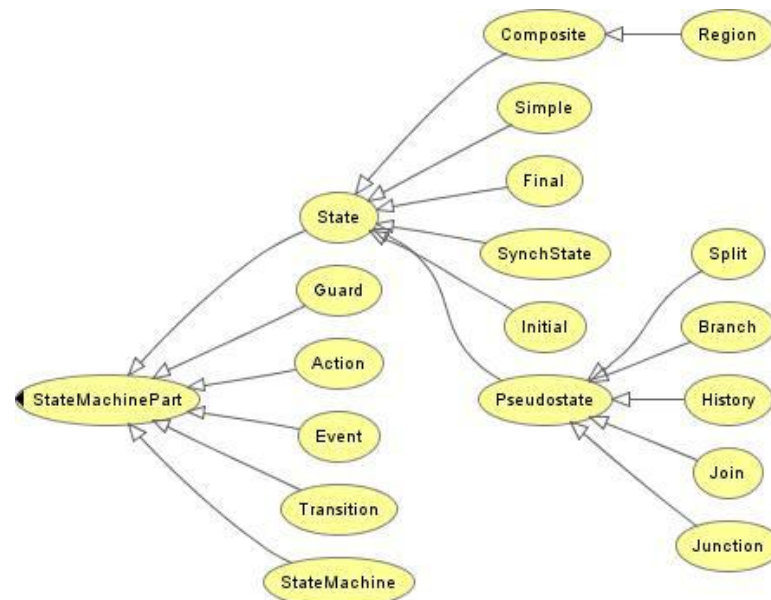 Composite
Region
Simple
Final
State
SynchState
Split
Guard
Initial
Branch
Action
StateMachinePart
Pseudostate
History
Event
Join
Transition
Junction
StateMachine